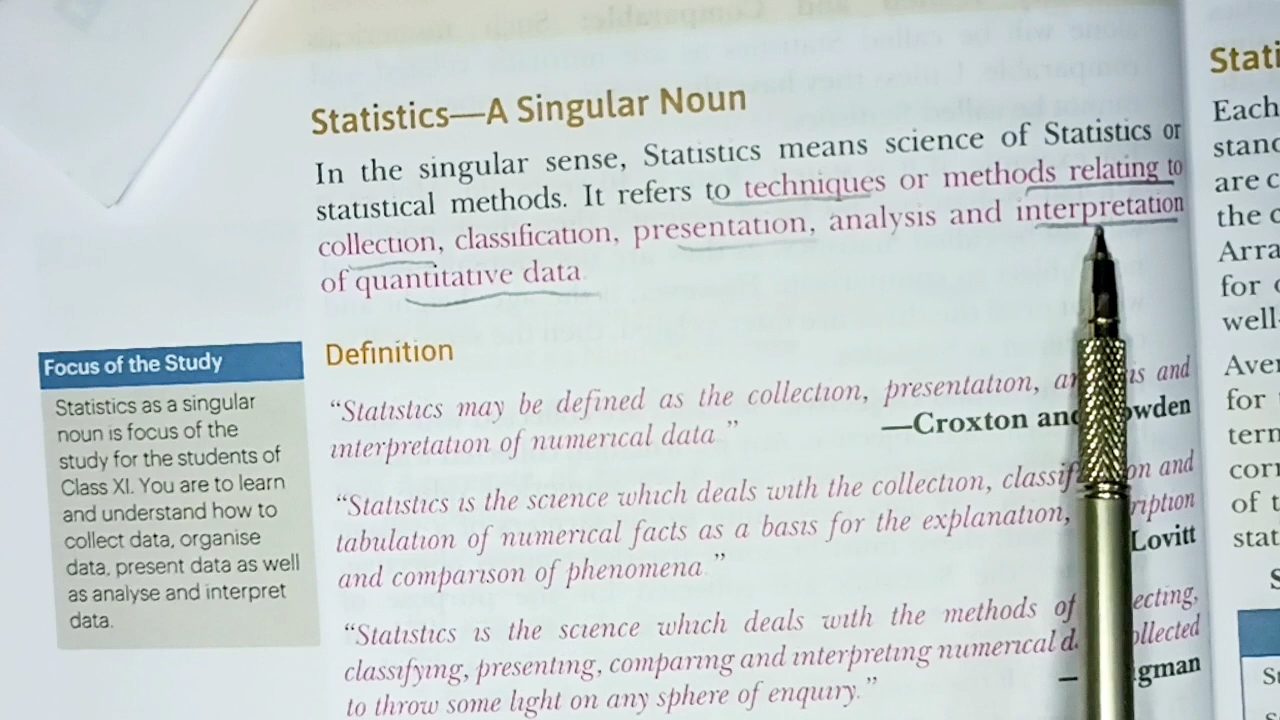 Statistics—A Singular Noun
In the singular sense, Statistics means science of Statistics or
statistical methods. It refers to techniques or methods relating to
collection, classification, presentation, analysis and interpretation
of quantitative data.
Focus of the Study
Statistics as a singular
noun is focus of the
study for the students of
Class XI. You are to learn
and understand how to
collect data, organise
data, present data as well
as analyse and interpret
data.
Definition
“Statistics may be defined as the collection, presentation, and
interpretation of numerical data.”
—Croxton and
“Statistics is the science which deals with the collection, and
tabulation of numerical facts as a basis for the explanation,
Lovitt
and comparison of phenomena.”
“Statistics is the science which deals with the methods of
classifying, presenting, comparing and interpreting numerical
to throw some light on any sphere of enquiry.”
Each
are c
the
for
well-
for
of